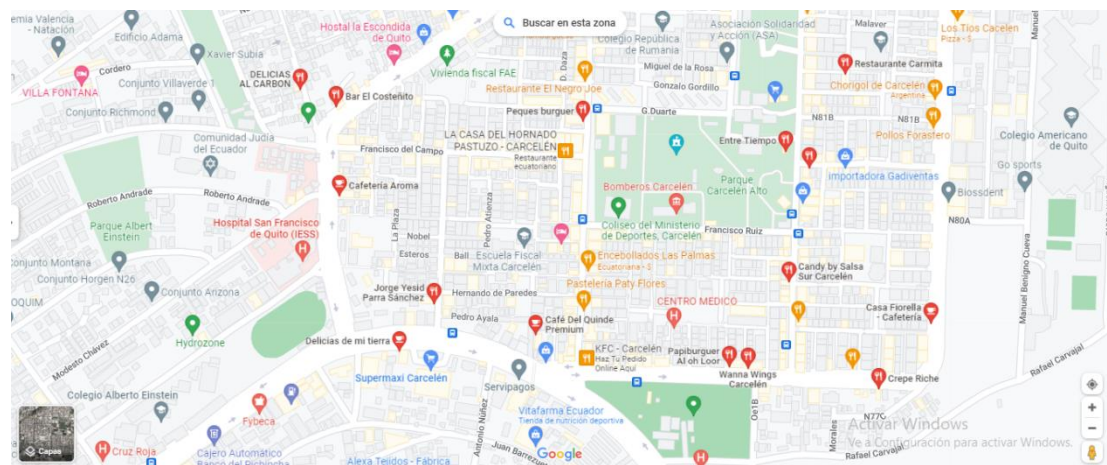 emia Valencia
- Natación
Edificio Adama
Xavier Subia
Cordero
VILLA FONTANA
Conjunto Villaverde 1
Conjunto Richmond
DELICIAS
AL CARBON
Hostal la Escondida
de Quito
Buscar en esta zona
Vivienda fiscal FAE
Bar El Costeñito
D. Daza
Restaurante El Negro Joe
Peques burguer
Colegio República
de Rumania
Asociación Solidaridad
y Acción (ASA)
Miguel de la Rosa
Gonzalo Gordillo
G.Duarte
Malaver
Los Tios Cacelen
Pizza - $
Manuel
Restaurante Carmita
Chorigol de Carcelén
Argentina
N81B
N81B
Pollos Forastero
Colegio Americano
de Quito
Go sports
Biossdent
Comunidad Judía
del Ecuador
Francisco del Campo
LA CASA DEL HORNADO
PASTUZO - CARCELÉN
Restaurante
ecuatoriano
Entre Tiempo
Importadora Gadiventas
Parque
Carcelén Alto
Bomberos Carcelén
Cafetería Aroma
Roberto Andrade
Roberto Andrade
Parque Albert
Einstein
Hospital San Francisco
de Quito (IESS)
La Plaza
Pedro Atienza
Nobel
Esteros
Ball
Escuela Fiscal
Mixta Carcelén
Coliseo del Ministerio
de Deportes, Carcelén
Francisco Ruiz
N80A
Encebollados Las Palmas
Ecuatoriana - $
Candy by Salsa
Sur Carcelén
Manuel Benigno Cueva
onjunto Montana
Conjunto Horgen N26
OQUIM
Conjunto Arizona
Jorge Yesid
Parra Sánchez
Hernando de Paredes
Pastelería Paty Flores
CENTRO MEDICO
Casa Fiorella -
Cafetería
Pedro Ayala
Café Del Quinde
Premium
Hydrozone
Modesto Chávez
Delicias de mi tierra
Supermaxi Carcelén
KFC - Carcelén
Haz Tu Pedido
Online Aquí
Papiburguer
Al oh Loor
Wanna Wings
Carcelén
Crepe Riche
Rafael Carvajal
Colegio Alberto Einstein
Servipagos
Fybeca
Antonio Núñez
Vitafarma Ecuador
Tienda de nutrición deportiva
Oe1B
Morales
N77C
Activar Windows
Ve a Configuración para activar Windows.
Rafael Carvajal
Capas
Cruz Roja
Cajero Automático
Banco del Pichincha
Alexa Tejidos - Fábrica
Juan Barrezue
Google